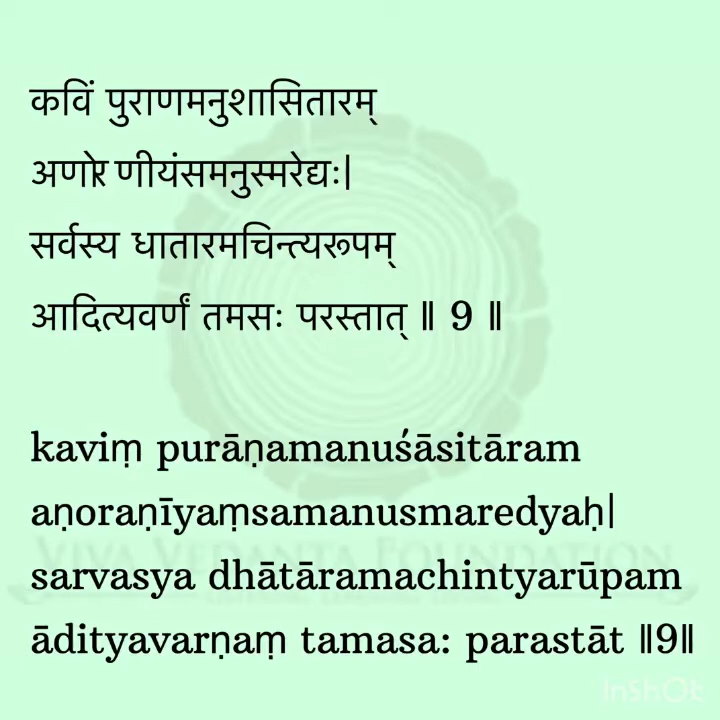 कविं पुराणमनुशासितारम्
अणोरणीयंसमनुस्मरेद्यः|
सर्वस्य धातारमचिन्त्यरूपम्
आदित्यवर्णं तमसः परस्तात् ‖ 9 ‖
kaviṃ purāṇamanuśāsitāram
aṇoraṇīyaṃsamanusmaredyaḥ|
sarvasya dhātāramachintyarūpam
VIVA VEDANTA FOUNDATION
ādityavarṇaṃ tamasa: parastāt ‖9‖
InShOt